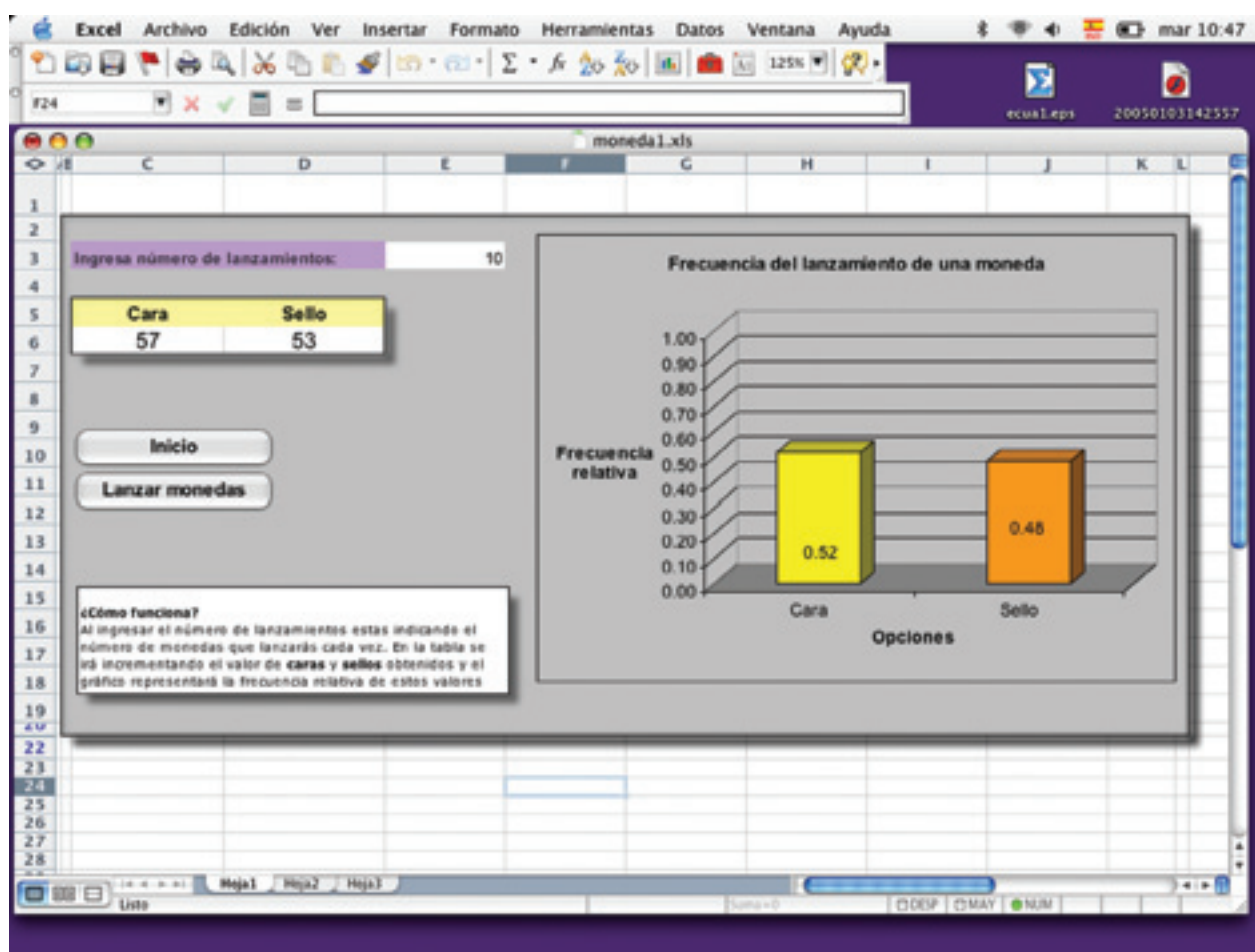 Excel Archivo Edición Ver Insertar Formato Herramientas Datos Ventana Ayuda mar 10:47
125%
F24
ecua1.eps 20050103142557
moneda1.xls
C D E F G H I J K L
1
2
3
4
5
6
7
8
9
10
11
12
13
14
15
16
17
18
19
20
22
23
24
25
26
27
28
Ingresa número de lanzamientos: 10
Cara Sello
57 53
Inicio
Lanzar monedas
¿Cómo funciona?
Al ingresar el número de lanzamientos estas indicando el
número de monedas que lanzarás cada vez. En la tabla se
irá incrementando el valor de caras y sellos obtenidos y el
gráfico representará la frecuencia relativa de estos valores
Frecuencia del lanzamiento de una moneda
Frecuencia
relativa
1.00
0.90
0.80
0.70
0.60
0.50
0.40
0.30
0.20
0.10
0.00
0.52
0.48
Cara Sello
Opciones
Hoja1 Hoja2 Hoja3
Listo Suma=0 DESP MAY NUM